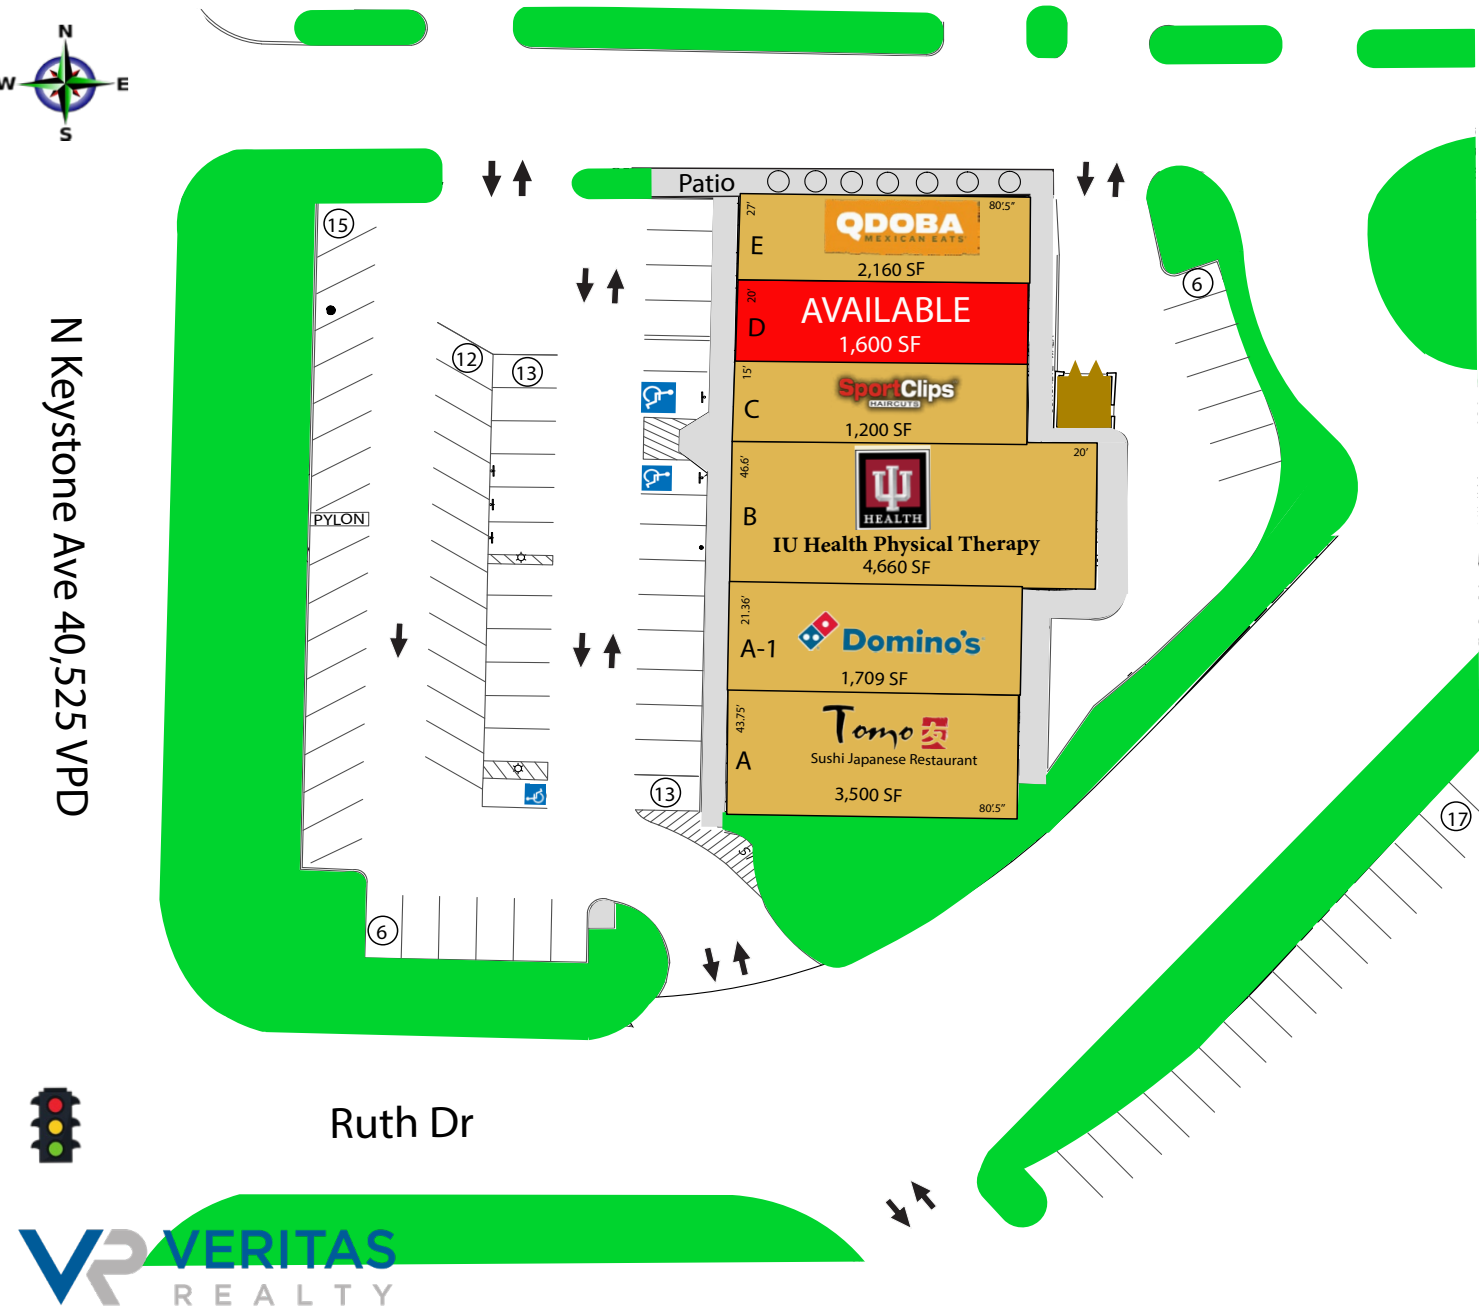 N
W
E
S
Patio
15
27'
QDOBA
MEXICAN EATS
80'.5"
E
2,160 SF
6
20'
AVAILABLE
D
1,600 SF
12
13
15'
SportClips
HAIRCUTS
C
1,200 SF
46.6'
20'
HEALTH
B
IU Health Physical Therapy
4,660 SF
PYLON
N Keystone Ave 40,525 VPD
21.36'
A-1
Domino's
1,709 SF
43.75'
Tomo
A
友
Sushi Japanese Restaurant
3,500 SF
80'.5"
13
17
5'
6
Ruth Dr
VR VERITAS
REALTY